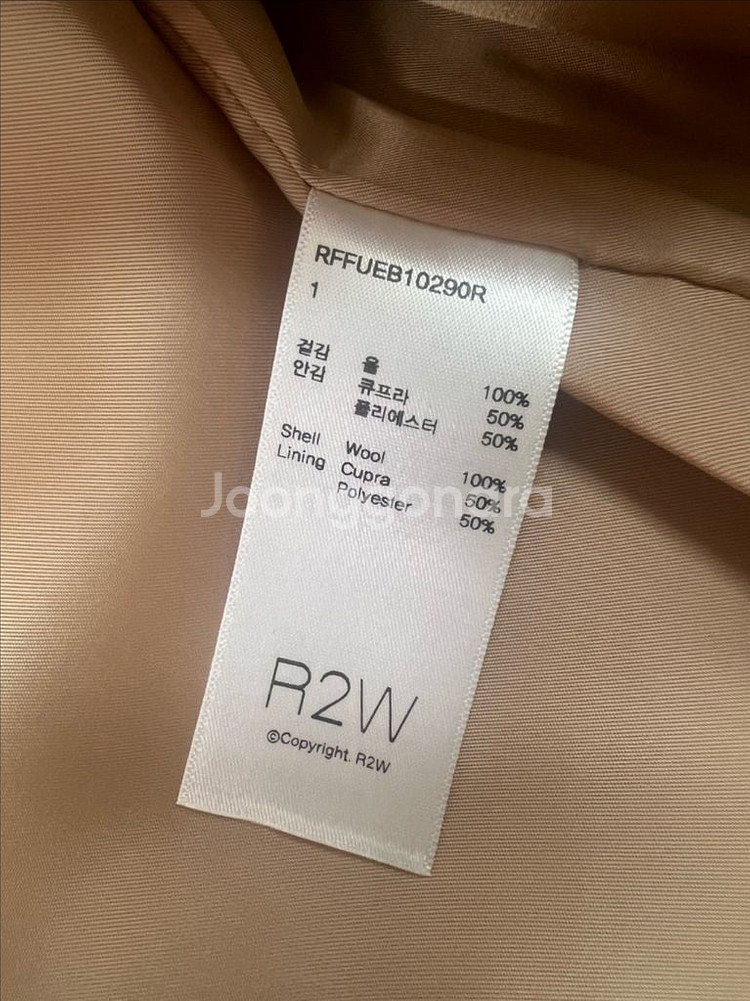 RFFUEB10290R
1
겉감 울 100%
안감 큐프라 50%
폴리에스터 50%
Shell Wool 100%
Lining Cupra 50%
Polyester 50%
Joonggonara
R2W
©Copyright. R2W